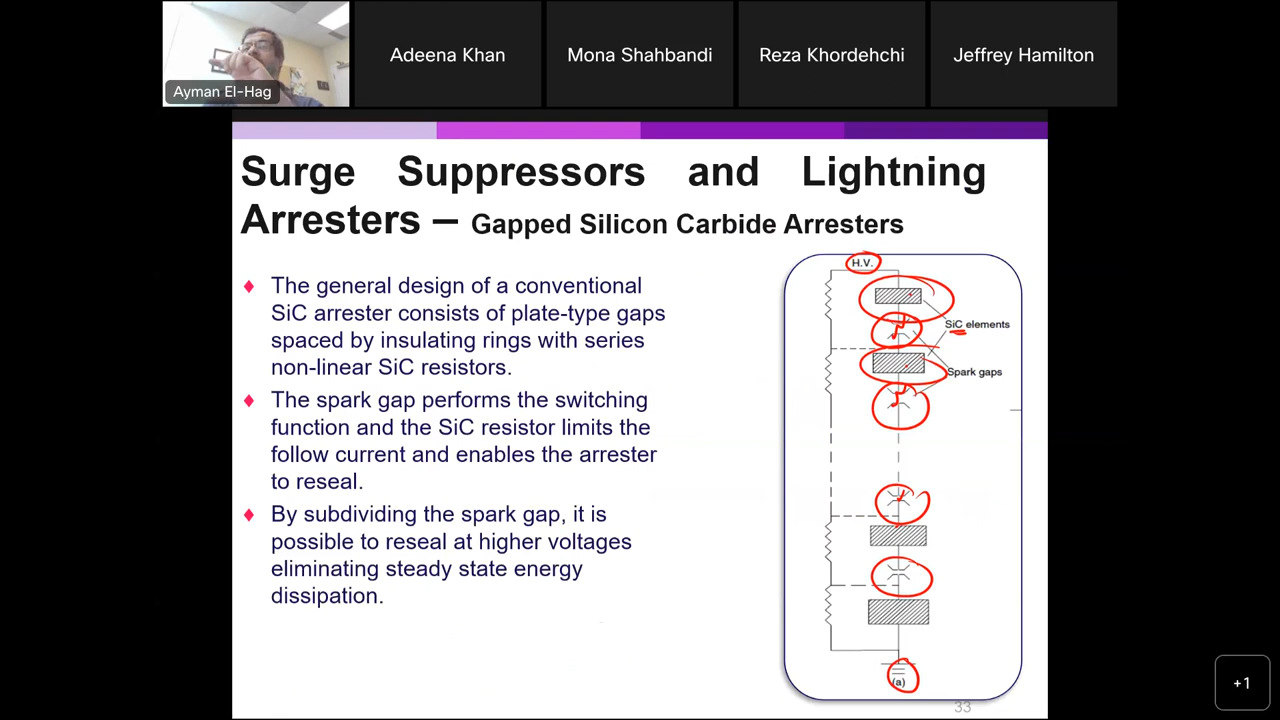 Ayman El-Hag
Adeena Khan
Mona Shahbandi
Reza Khordehchi
Jeffrey Hamilton
Surge Suppressors and Lightning
Arresters – Gapped Silicon Carbide Arresters
The general design of a conventional
SiC arrester consists of plate-type gaps
spaced by insulating rings with series
non-linear SiC resistors.
The spark gap performs the switching
function and the SiC resistor limits the
follow current and enables the arrester
to reseal.
By subdividing the spark gap, it is
possible to reseal at higher voltages
eliminating steady state energy
dissipation.
H.V.
SiC elements
Spark gaps
(a)
33
+1